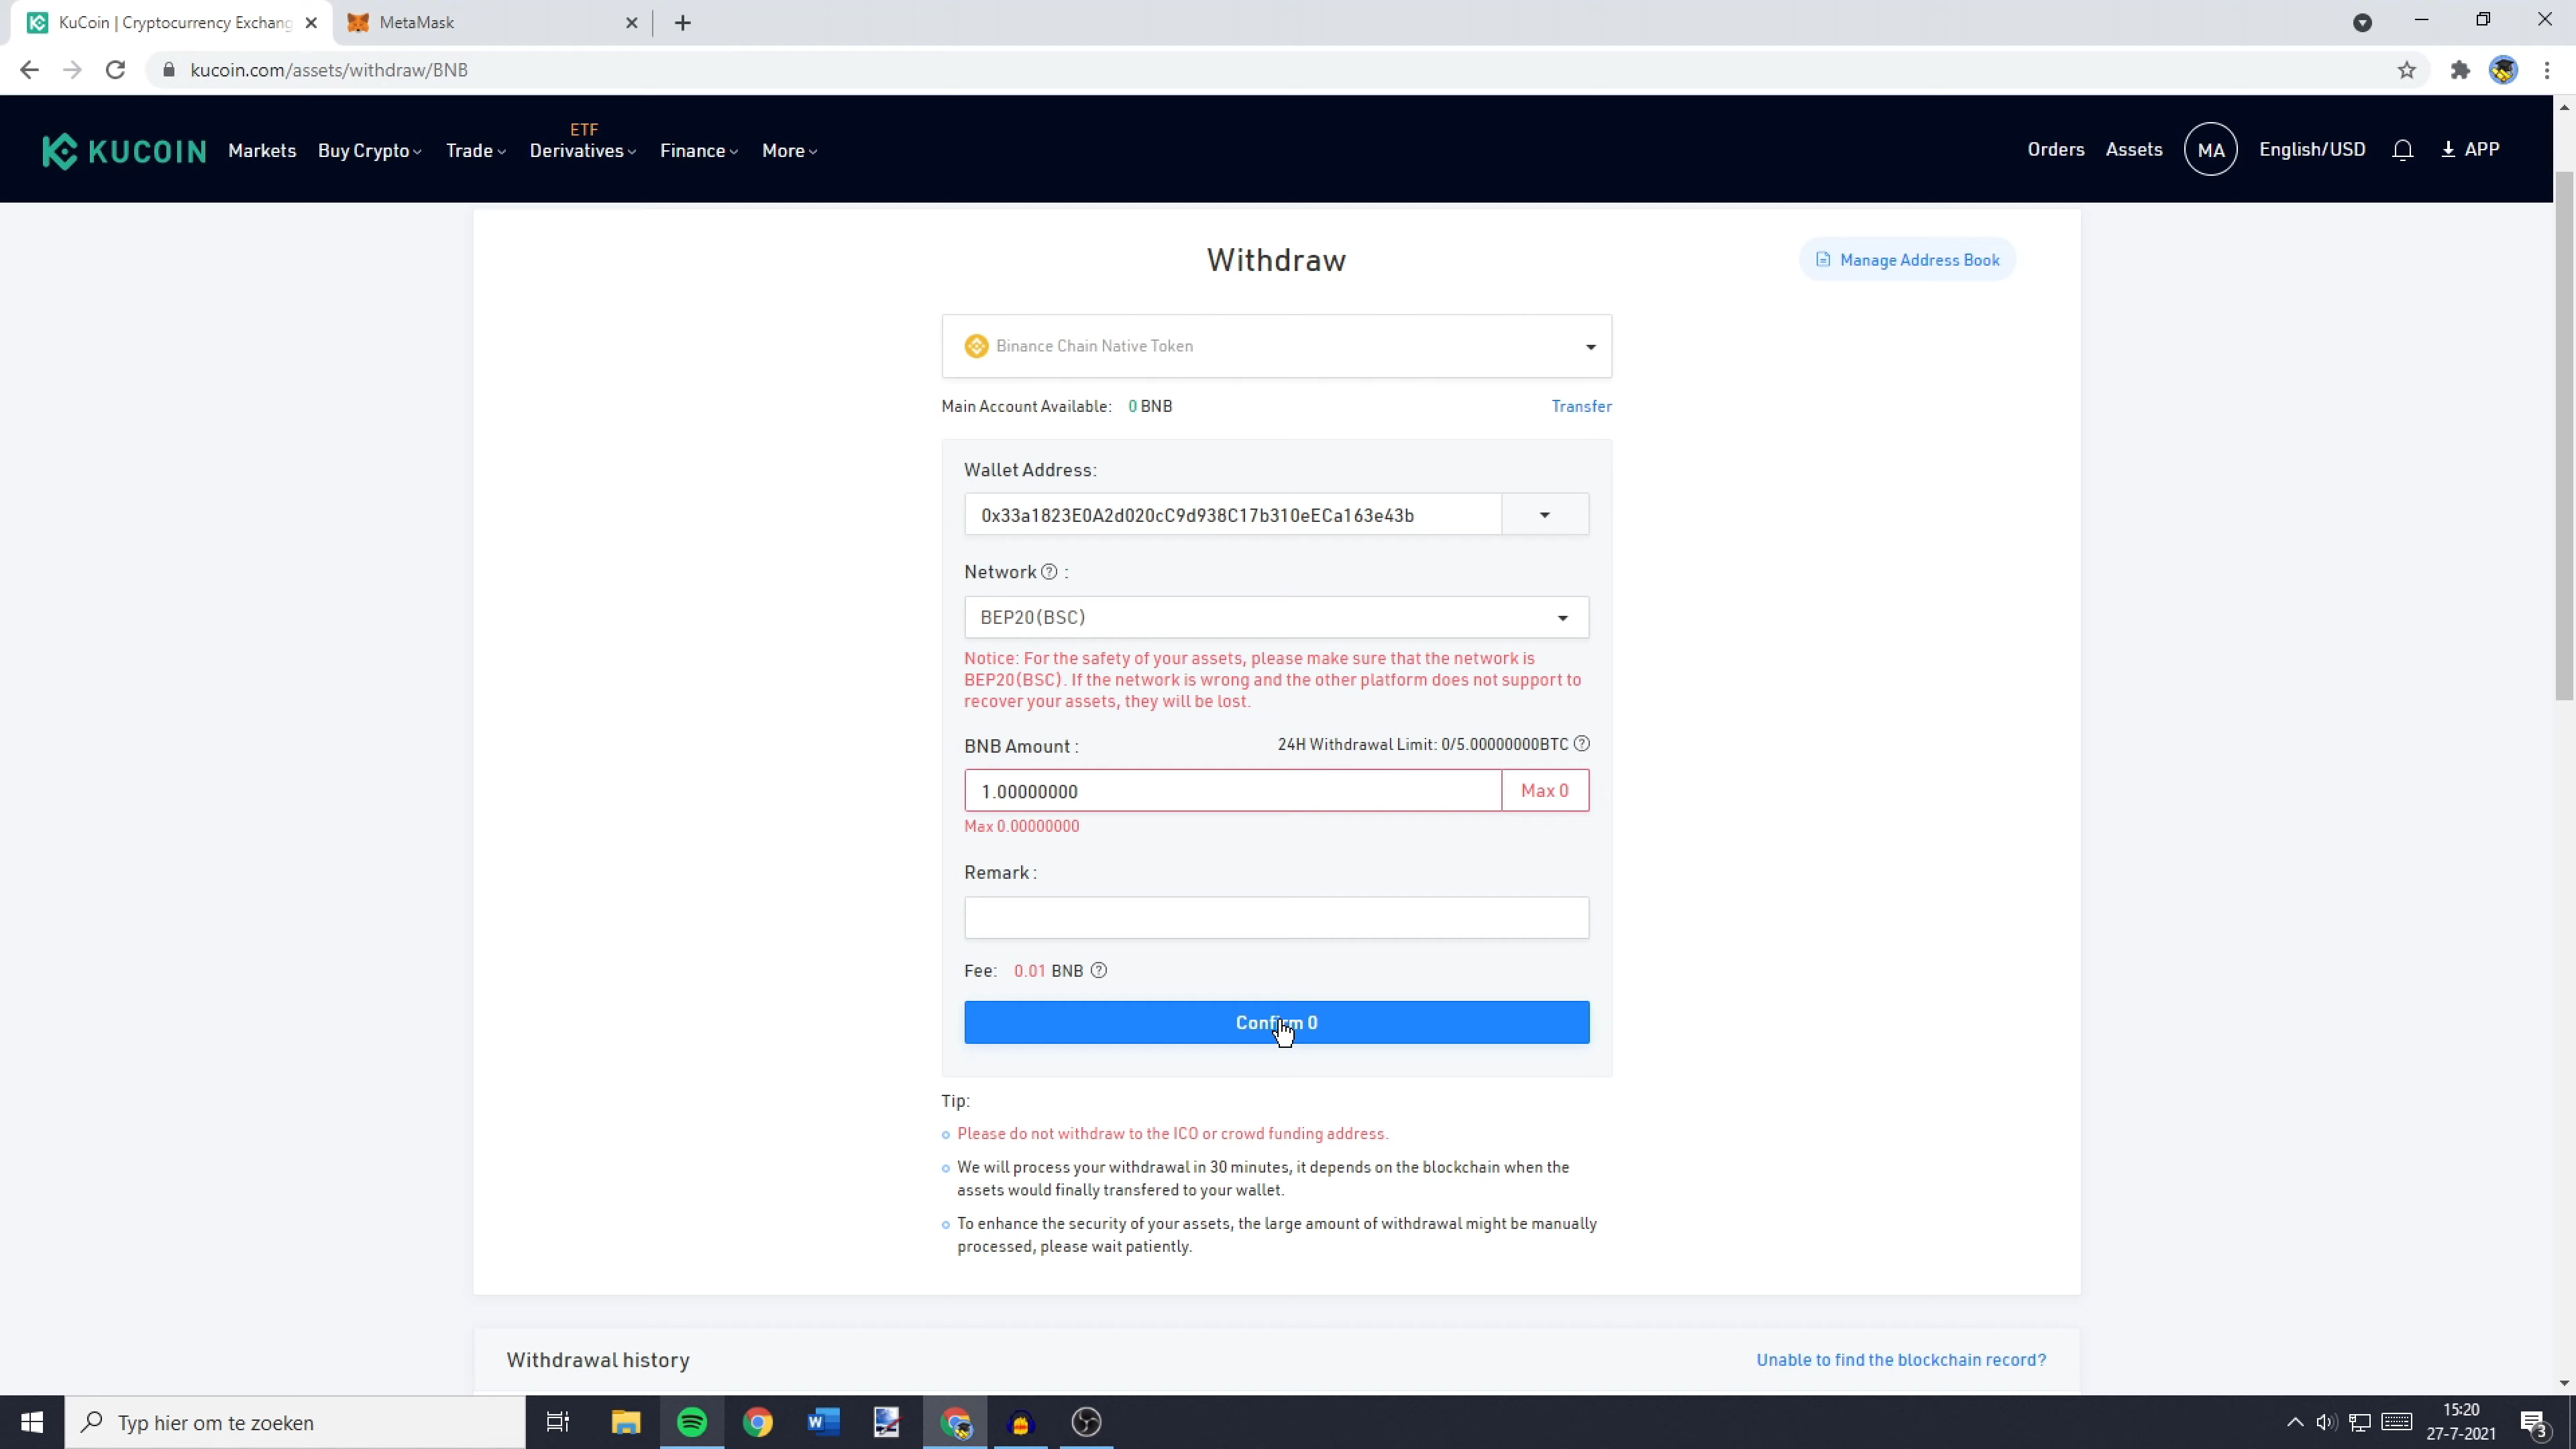 KuCoin | Cryptocurrency Exchang
MetaMask
kucoin.com/assets/withdraw/BNB
KUCOIN
Markets
Buy Crypto
Trade
ETF
Derivatives
Finance
More
Orders
Assets
MA
English/USD
APP
Withdraw
Manage Address Book
Binance Chain Native Token
Main Account Available: 0 BNB
Transfer
Wallet Address:
0x33a1823E0A2d020cC9d938C17b310eECa163e43b
Network ? :
BEP20(BSC)
Notice: For the safety of your assets, please make sure that the network is
BEP20(BSC). If the network is wrong and the other platform does not support to
recover your assets, they will be lost.
BNB Amount :
24H Withdrawal Limit: 0/5.00000000BTC ?
1.00000000
Max 0
Max 0.00000000
Remark :
Fee: 0.01 BNB ?
Confirm 0
Tip:
Please do not withdraw to the ICO or crowd funding address.
We will process your withdrawal in 30 minutes, it depends on the blockchain when the
assets would finally transfered to your wallet.
To enhance the security of your assets, the large amount of withdrawal might be manually
processed, please wait patiently.
Withdrawal history
Unable to find the blockchain record?
Typ hier om te zoeken
15:20
27-7-2021
3